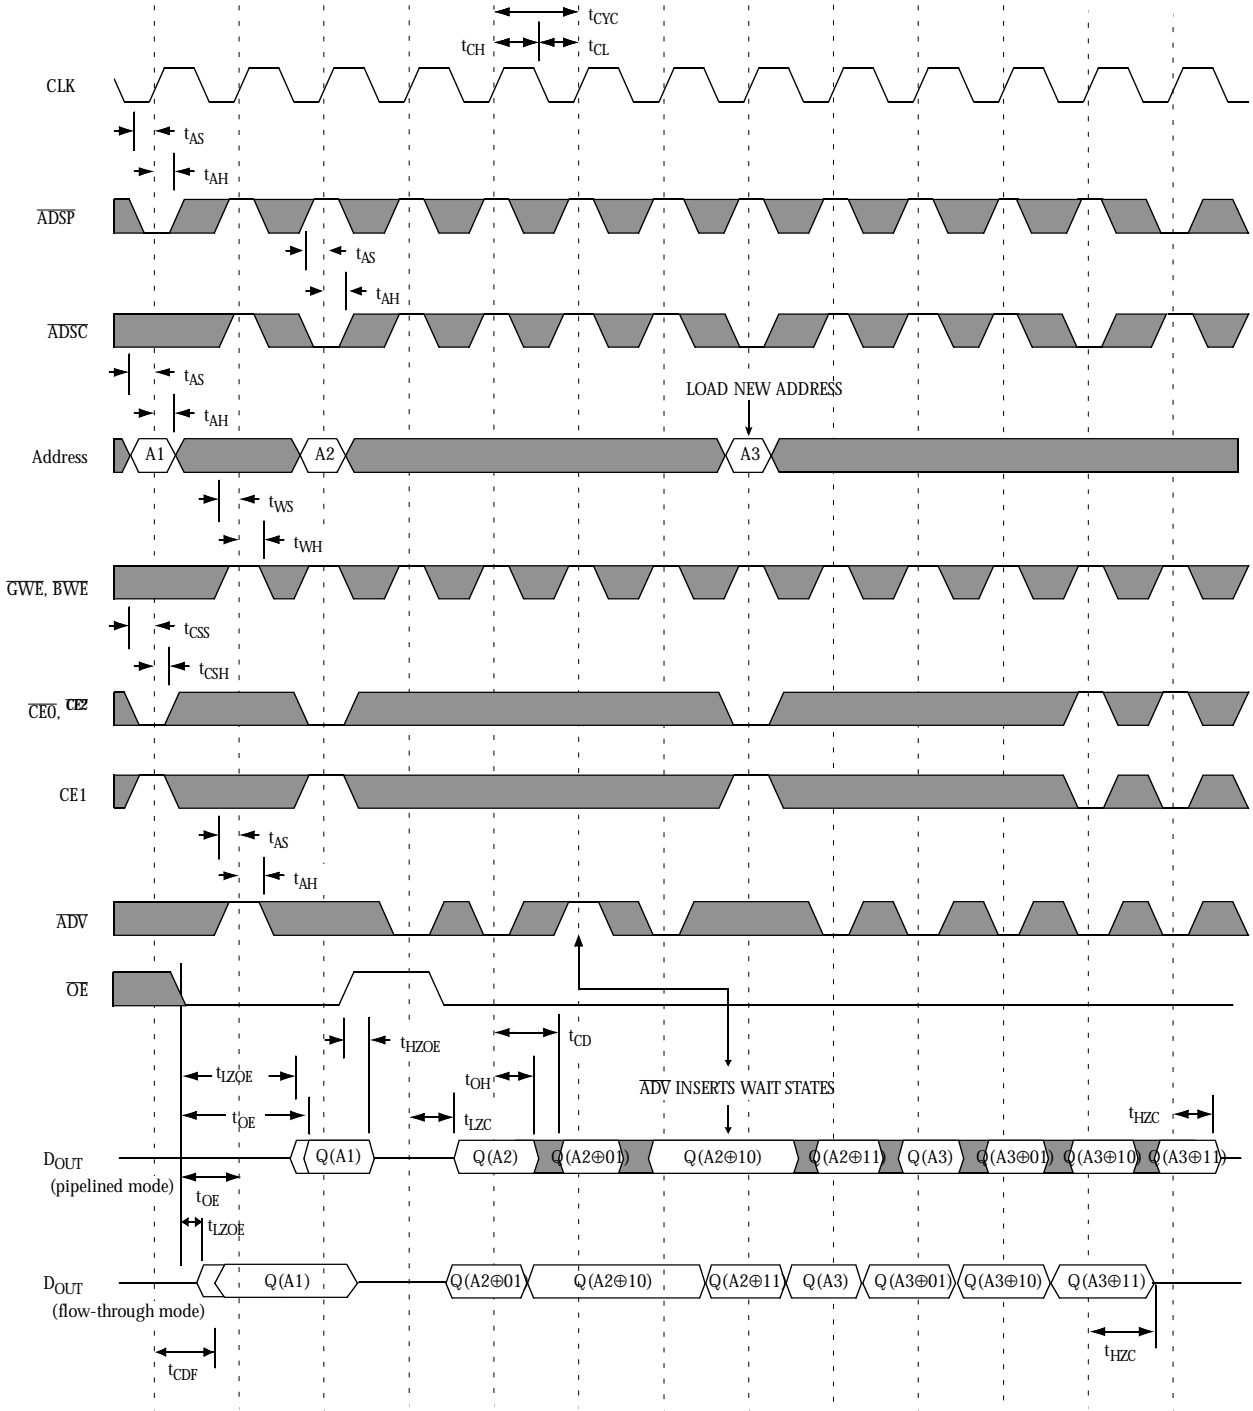 tCYC
tCH tCL
CLK
tAS
tAH
ADSP
tAS
tAH
ADSC
tAS
LOAD NEW ADDRESS
tAH
Address A1 A2 A3
tWS
tWH
GWE, BWE
tCSS
tCSH
CE0, CE2
CE1
tAS
tAH
ADV
OE
tHZOE tCD
tLZOE tOH
ADV INSERTS WAIT STATES
tOE tLZC tHZC
DOUT Q(A1) Q(A2) Q(A2⊕01) Q(A2⊕10) Q(A2⊕11) Q(A3) Q(A3⊕01) Q(A3⊕10) Q(A3⊕11)
(pipelined mode)
tOE
tLZOE
DOUT Q(A1) Q(A2⊕01) Q(A2⊕10) Q(A2⊕11) Q(A3) Q(A3⊕01) Q(A3⊕10) Q(A3⊕11)
(flow-through mode)
tCDF tHZC